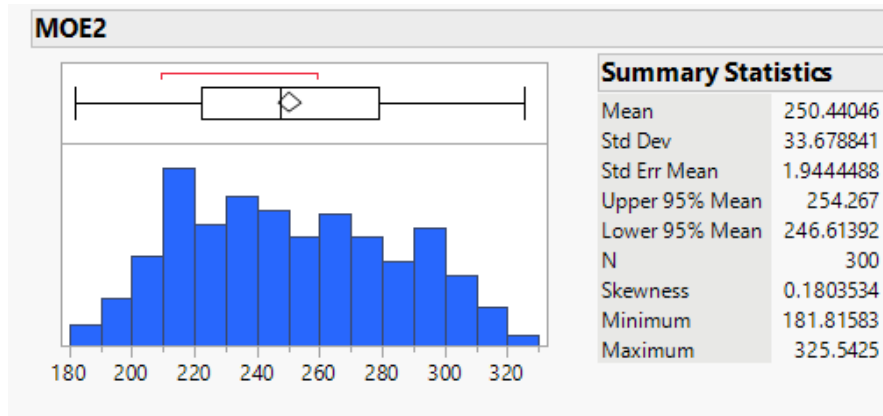 MOE2
180 200 220 240 260 280 300 320
Summary Statistics
Mean 250.44046
Std Dev 33.678841
Std Err Mean 1.9444488
Upper 95% Mean 254.267
Lower 95% Mean 246.61392
N 300
Skewness 0.1803534
Minimum 181.81583
Maximum 325.5425